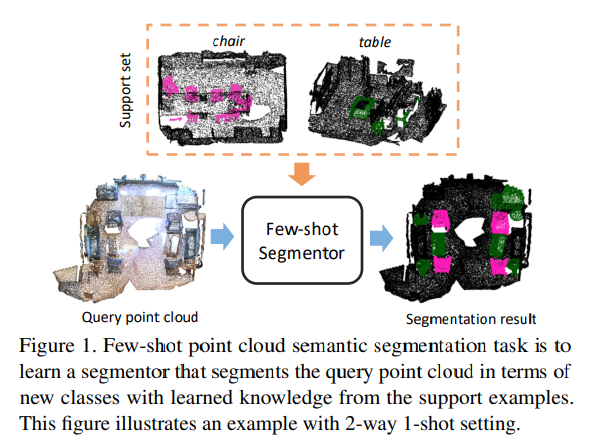 chair
table
Support set
Few-shot
Segmentor
Query point cloud
Segmentation result
Figure 1. Few-shot point cloud semantic segmentation task is to
learn a segmentor that segments the query point cloud in terms of
new classes with learned knowledge from the support examples.
This figure illustrates an example with 2-way 1-shot setting.